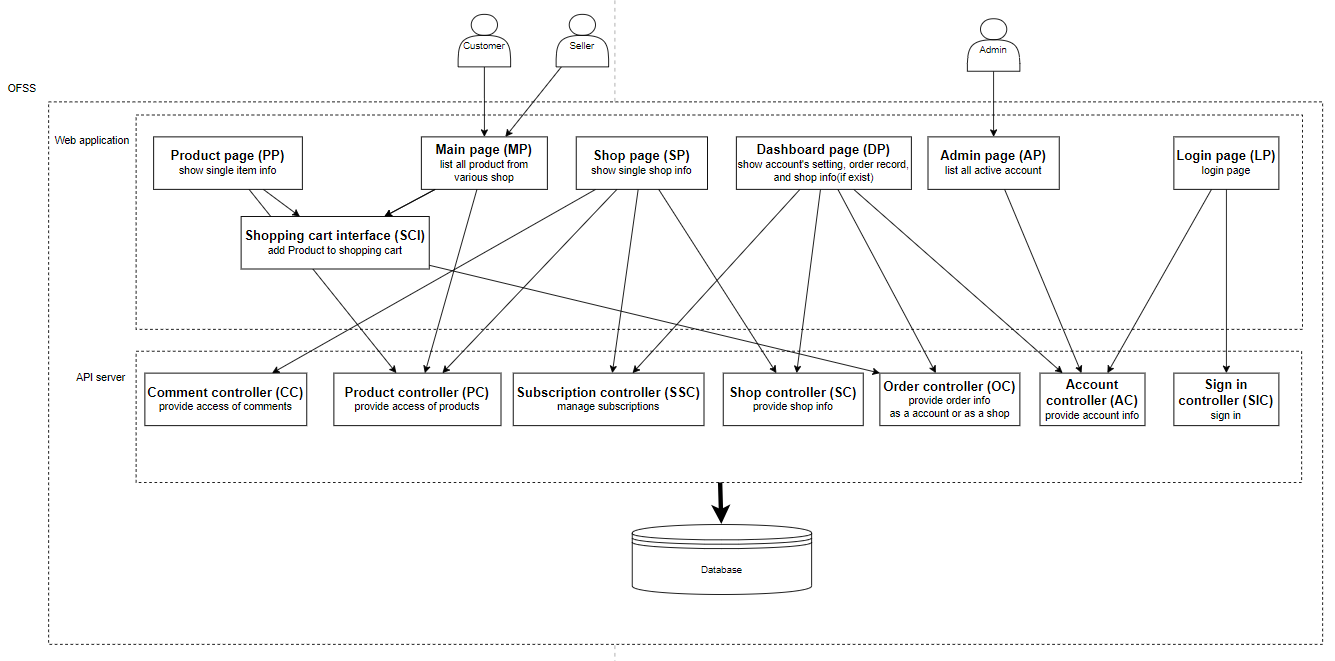 Customer
Seller
Admin
OFSS
Web application
Product page (PP)
show single item info
Main page (MP)
list all product from
various shop
Shop page (SP)
show single shop info
Dashboard page (DP)
show account's setting, order record,
and shop info(if exist)
Admin page (AP)
list all active account
Login page (LP)
login page
Shopping cart interface (SCI)
add Product to shopping cart
API server
Comment controller (CC)
provide access of comments
Product controller (PC)
provide access of products
Subscription controller (SSC)
manage subscriptions
Shop controller (SC)
provide shop info
Order controller (OC)
provide order info
as a account or as a shop
Account
controller (AC)
provide account info
Sign in
controller (SIC)
sign in
Database